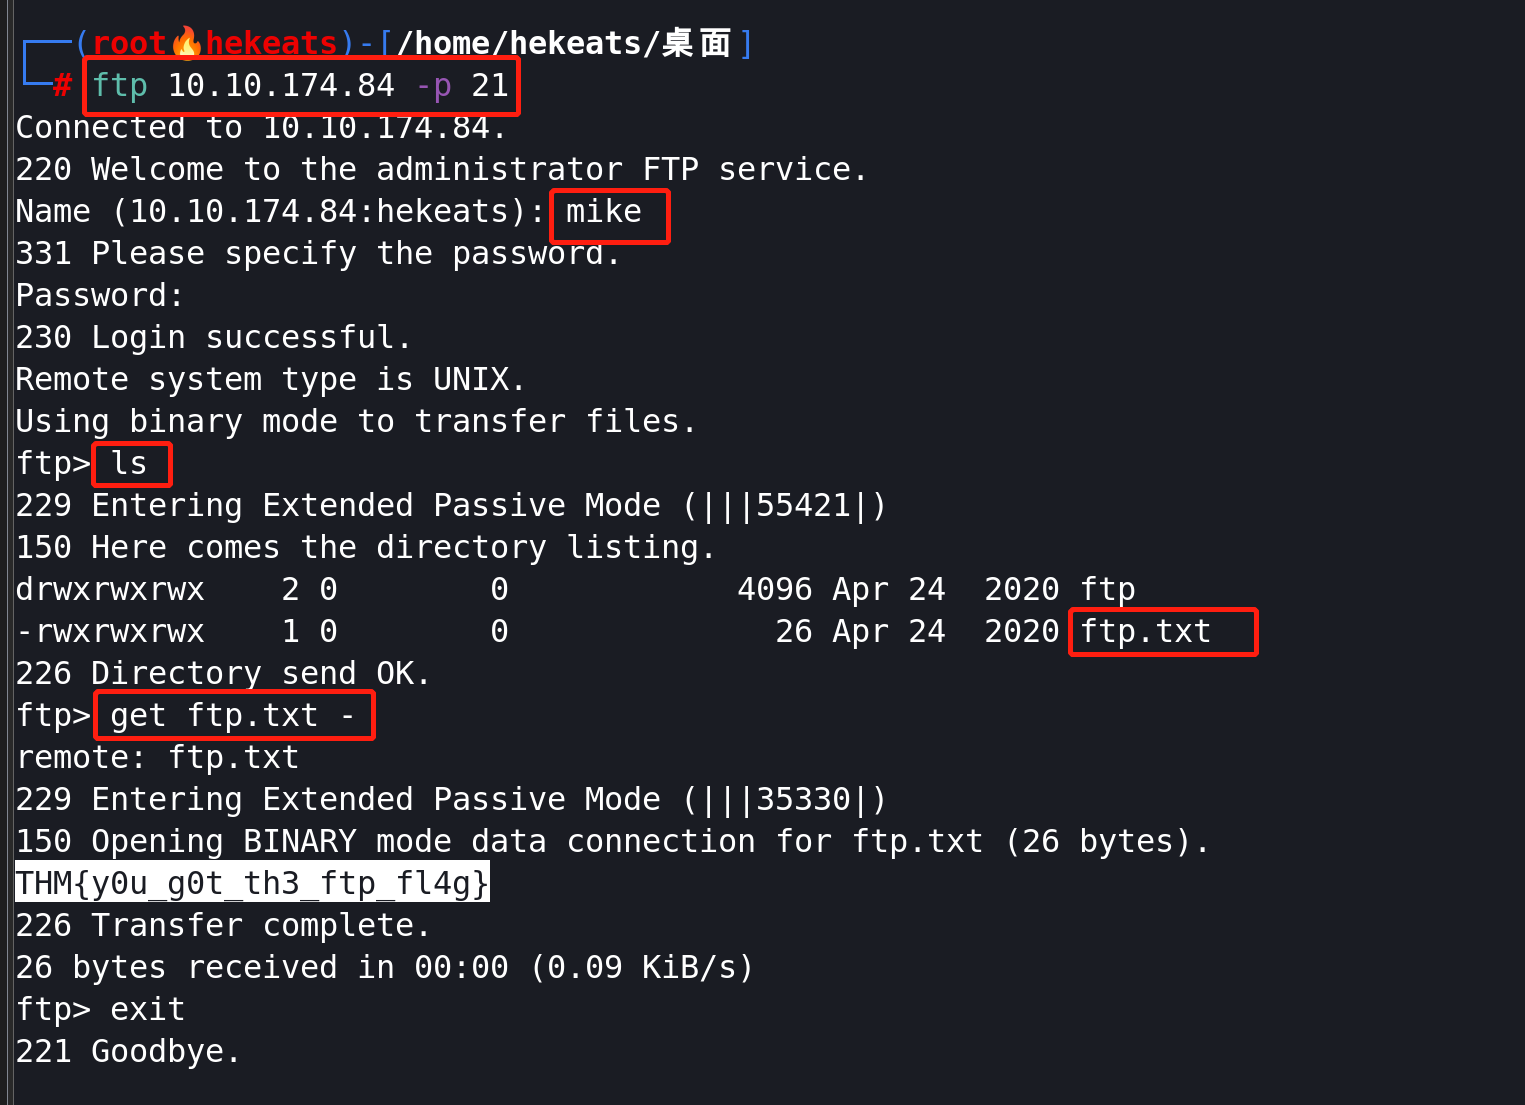 ┌──(root🔥hekeats)-[/home/hekeats/桌面]
└─# ftp 10.10.174.84 -p 21
Connected to 10.10.174.84.
220 Welcome to the administrator FTP service.
Name (10.10.174.84:hekeats): mike
331 Please specify the password.
Password:
230 Login successful.
Remote system type is UNIX.
Using binary mode to transfer files.
ftp> ls
229 Entering Extended Passive Mode (|||55421|)
150 Here comes the directory listing.
drwxrwxrwx    2 0        0            4096 Apr 24  2020 ftp
-rwxrwxrwx    1 0        0              26 Apr 24  2020 ftp.txt
226 Directory send OK.
ftp> get ftp.txt -
remote: ftp.txt
229 Entering Extended Passive Mode (|||35330|)
150 Opening BINARY mode data connection for ftp.txt (26 bytes).
THM{y0u_g0t_th3_ftp_fl4g}
226 Transfer complete.
26 bytes received in 00:00 (0.09 KiB/s)
ftp> exit
221 Goodbye.